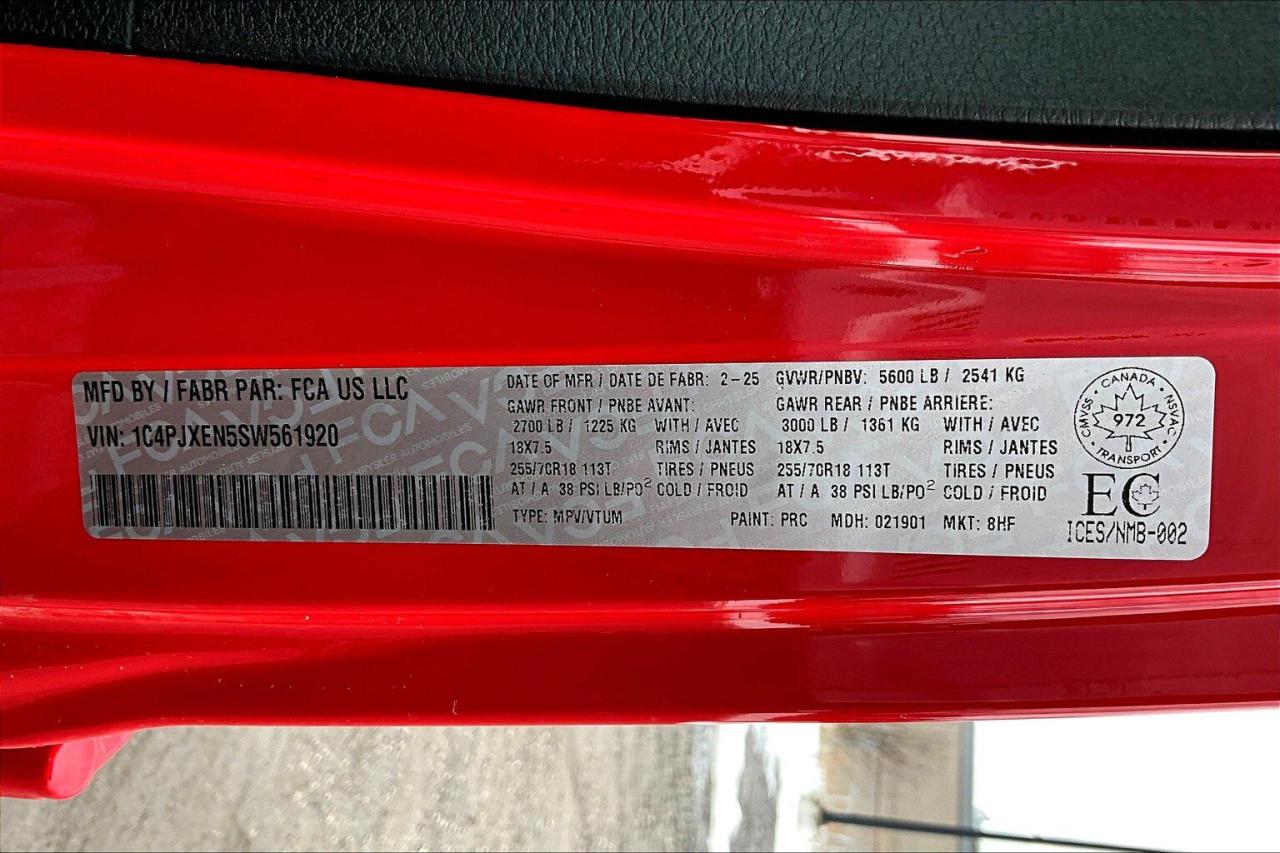 MFD BY / FABR PAR: FCA US LLC
VIN: 1C4PJXEN5SW561920
DATE OF MFR / DATE DE FABR: 2-25 GVWR/PNBV: 5600 LB / 2541 KG
GAWR FRONT / PNBE AVANT: GAWR REAR / PNBE ARRIERE:
2700 LB / 1225 KG WITH / AVEC 3000 LB / 1361 KG WITH / AVEC
18X7.5 RIMS / JANTES 18X7.5 RIMS / JANTES
255/70R18 113T TIRES / PNEUS 255/70R18 113T TIRES / PNEUS
AT / A 38 PSI LB/PO² COLD / FROID AT / A 38 PSI LB/PO² COLD / FROID
TYPE: MPV/VTUM PAINT: PRC MDH: 021901 MKT: 8HF
CANADA
CMVSS 972 NSVAC
TRANSPORT
EC
ICES/NMB-002